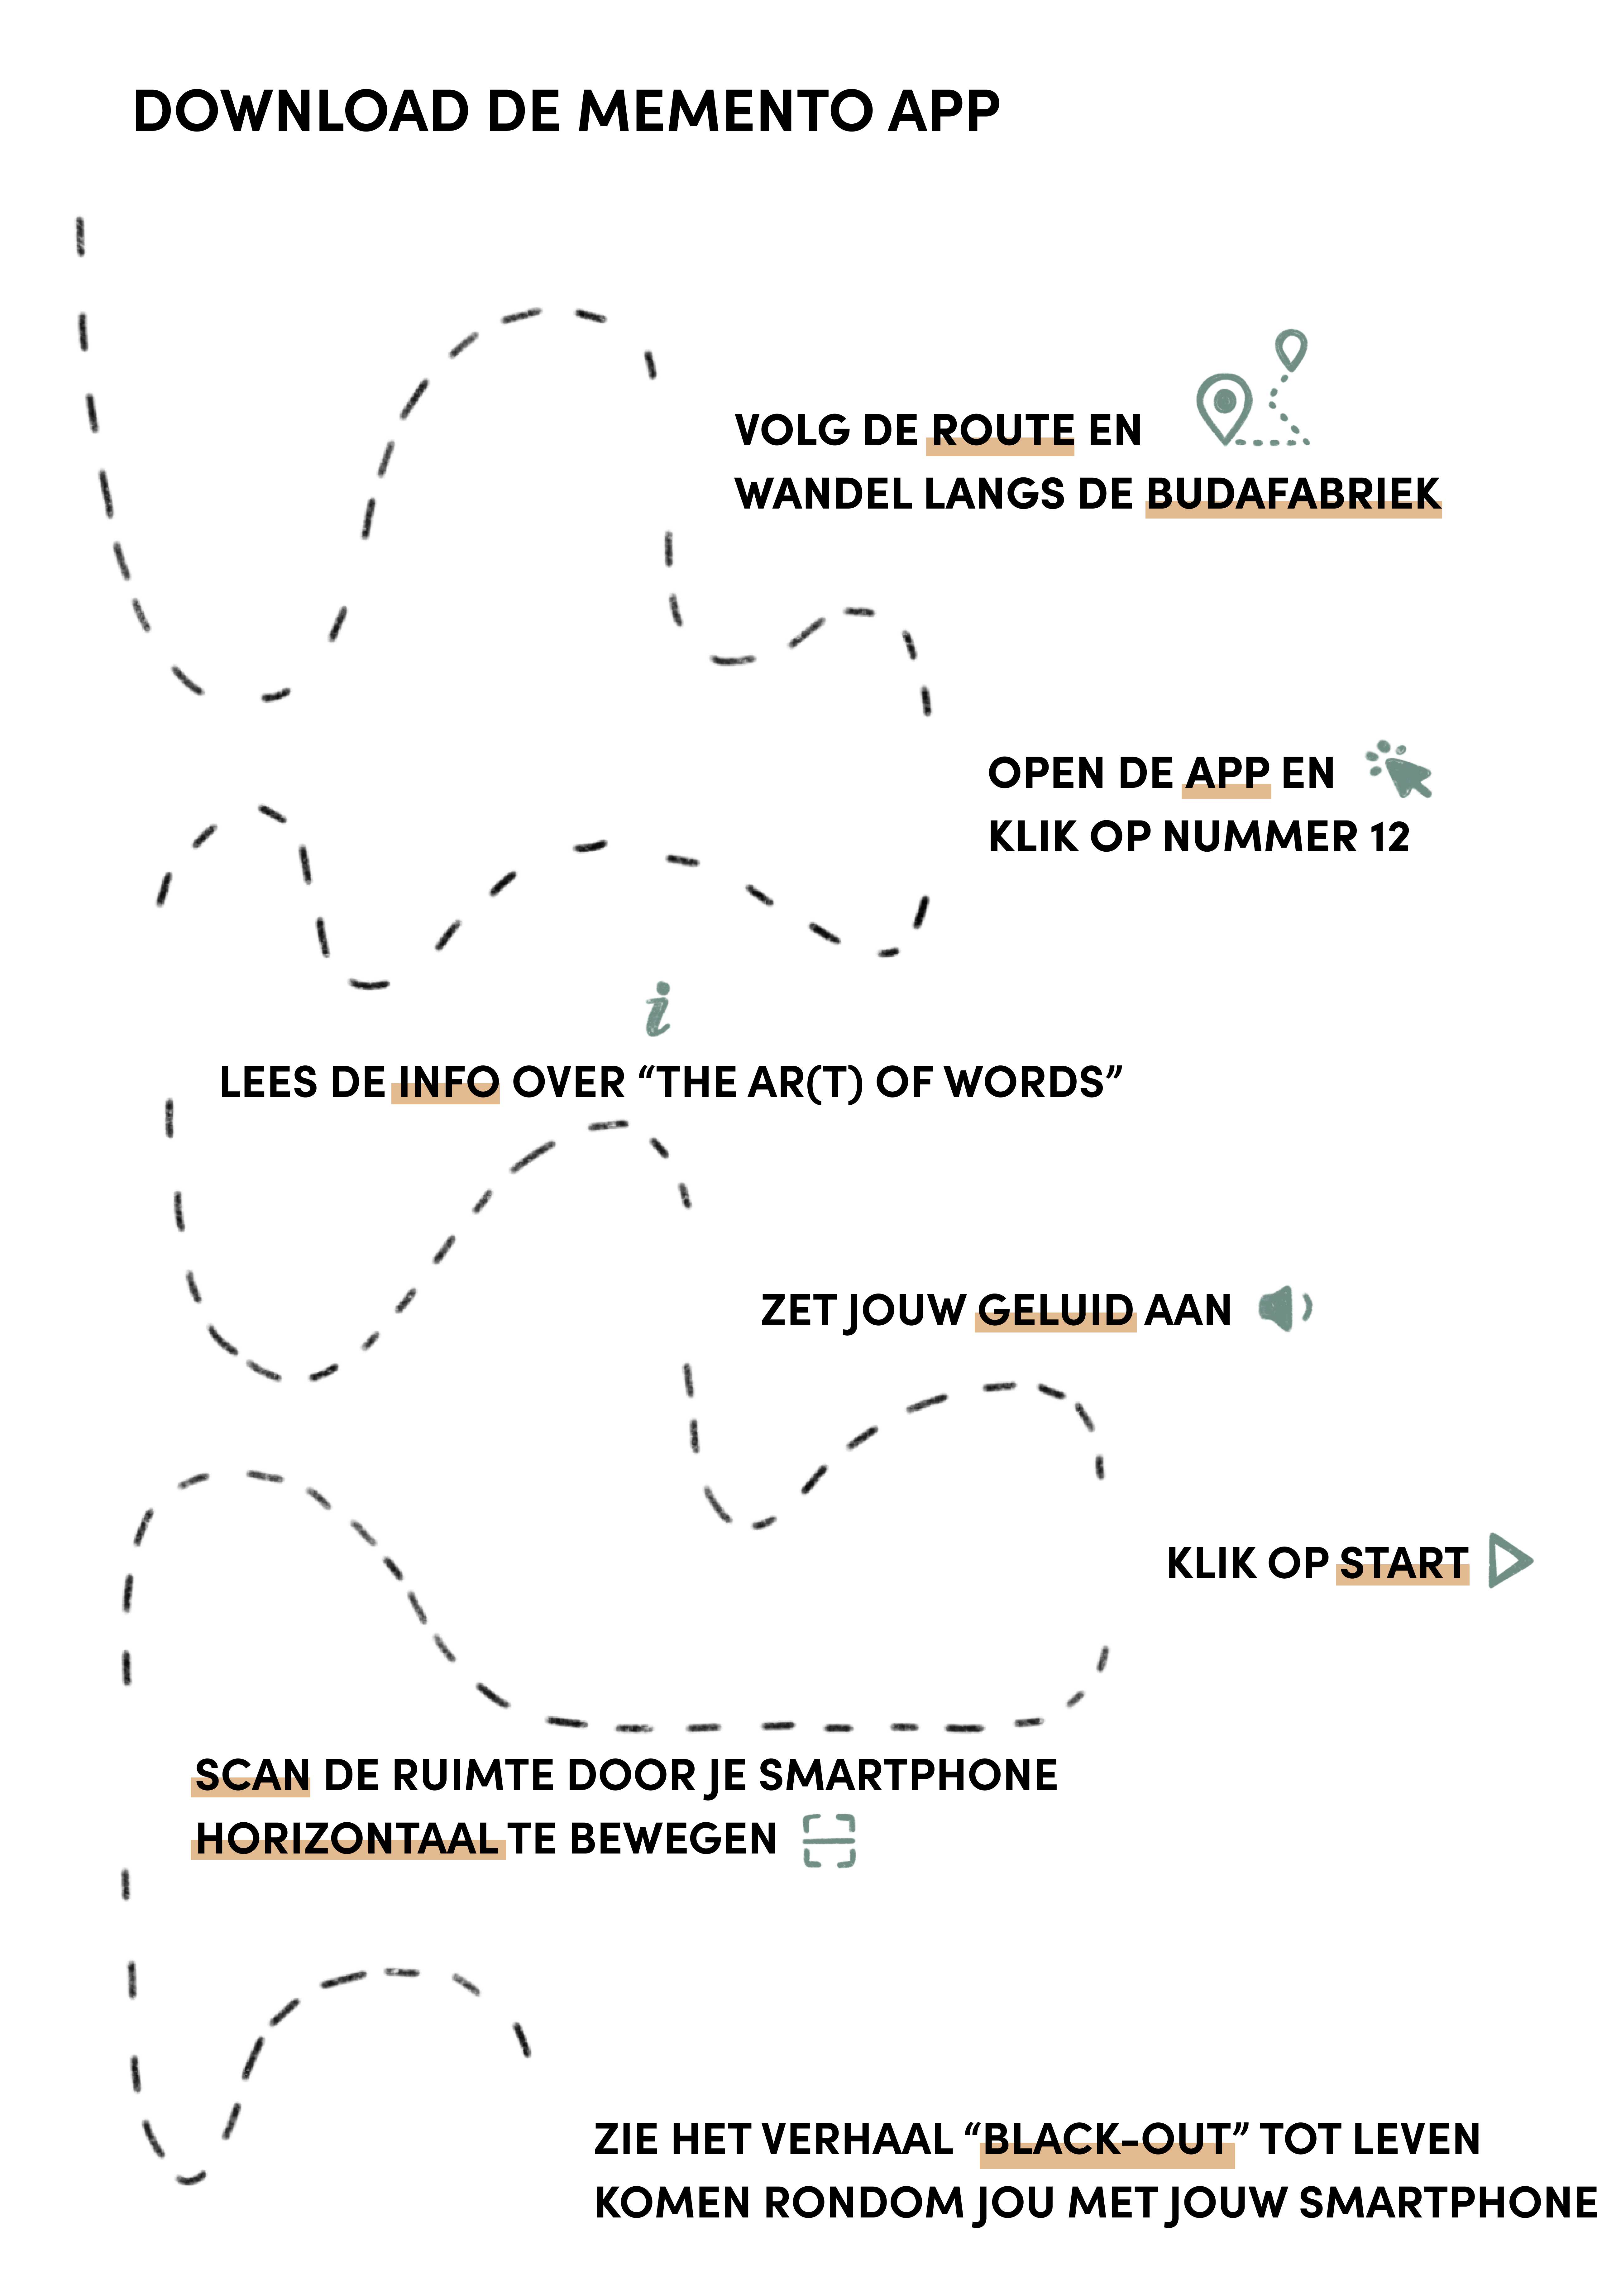 DOWNLOAD DE MEMENTO APP
VOLG DE ROUTE EN
WANDEL LANGS DE BUDAFABRIEK
OPEN DE APP EN
KLIK OP NUMMER 12
LEES DE INFO OVER “THE AR(T) OF WORDS”
ZET JOUW GELUID AAN
KLIK OP START
SCAN DE RUIMTE DOOR JE SMARTPHONE
HORIZONTAAL TE BEWEGEN
ZIE HET VERHAAL “BLACK-OUT” TOT LEVEN
KOMEN RONDOM JOU MET JOUW SMARTPHONE